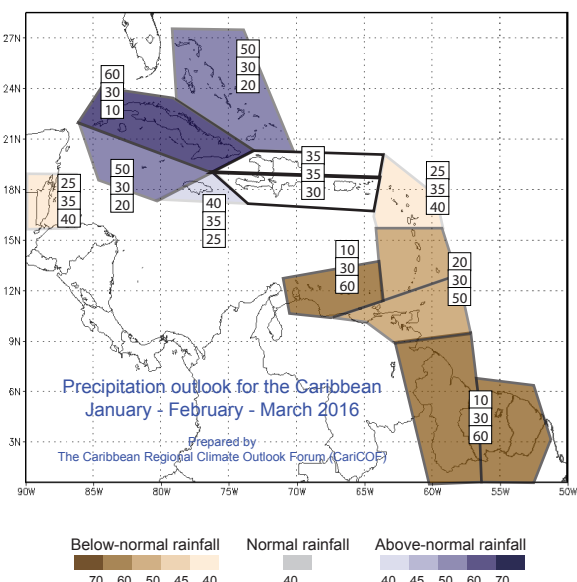 27N
24N
21N
18N
15N
12N
9N
6N
3N
60
30
10
50
30
20
35
35
30
25
35
40
50
30
20
25
35
40
40
35
25
10
30
60
20
30
50
10
30
60
Precipitation outlook for the Caribbean
January - February - March 2016
Prepared by
The Caribbean Regional Climate Outlook Forum (CariCOF)
90W 85W 80W 75W 70W 65W 60W 55W 50W
Below-normal rainfall Normal rainfall Above-normal rainfall
70 60 50 45 40 40 40 45 50 60 70